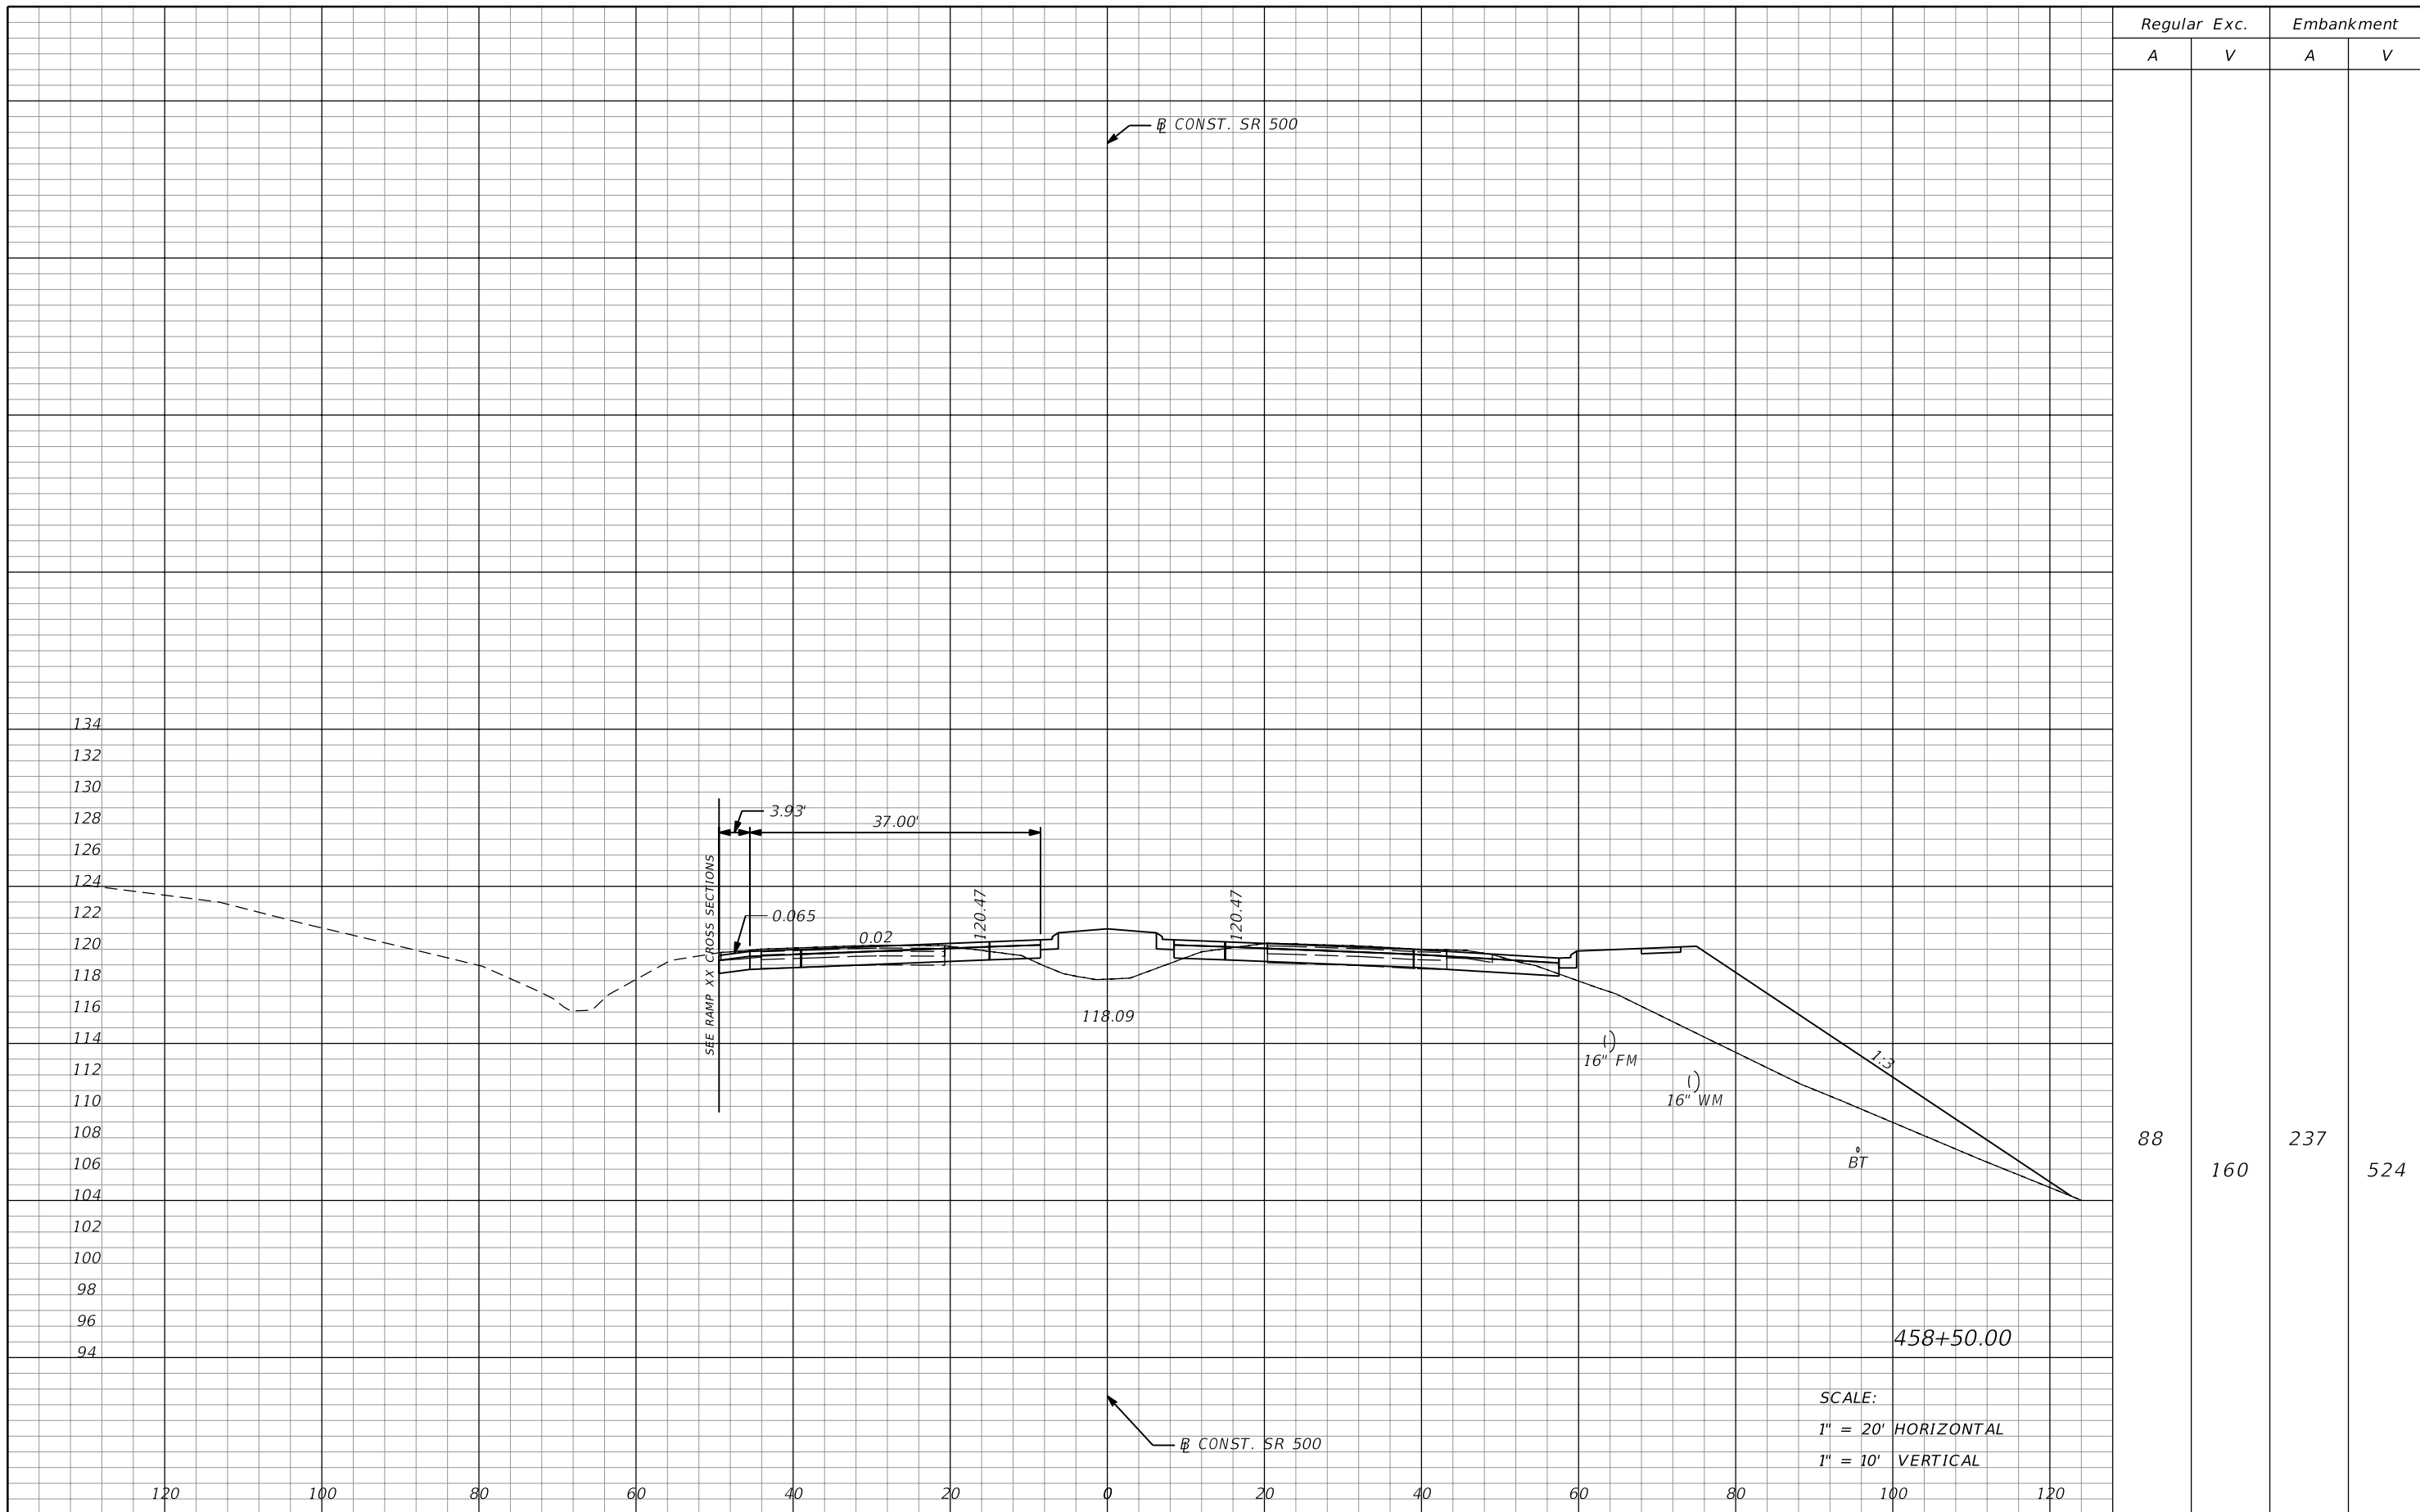 Regular Exc. Embankment
A V A V
BL CONST. SR 500
134
132
130
128
126
124
122
120
118
116
114
112
110
108
106
104
102
100
98
96
94
3.93'
37.00'
SEE RAMP XX CROSS SECTIONS
0.065
0.02
120.47
120.47
118.09
16" FM
16" WM
1:3
BT
88 237
160 524
458+50.00
SCALE:
1" = 20' HORIZONTAL
1" = 10' VERTICAL
BL CONST. SR 500
120 100 80 60 40 20 0 20 40 60 80 100 120